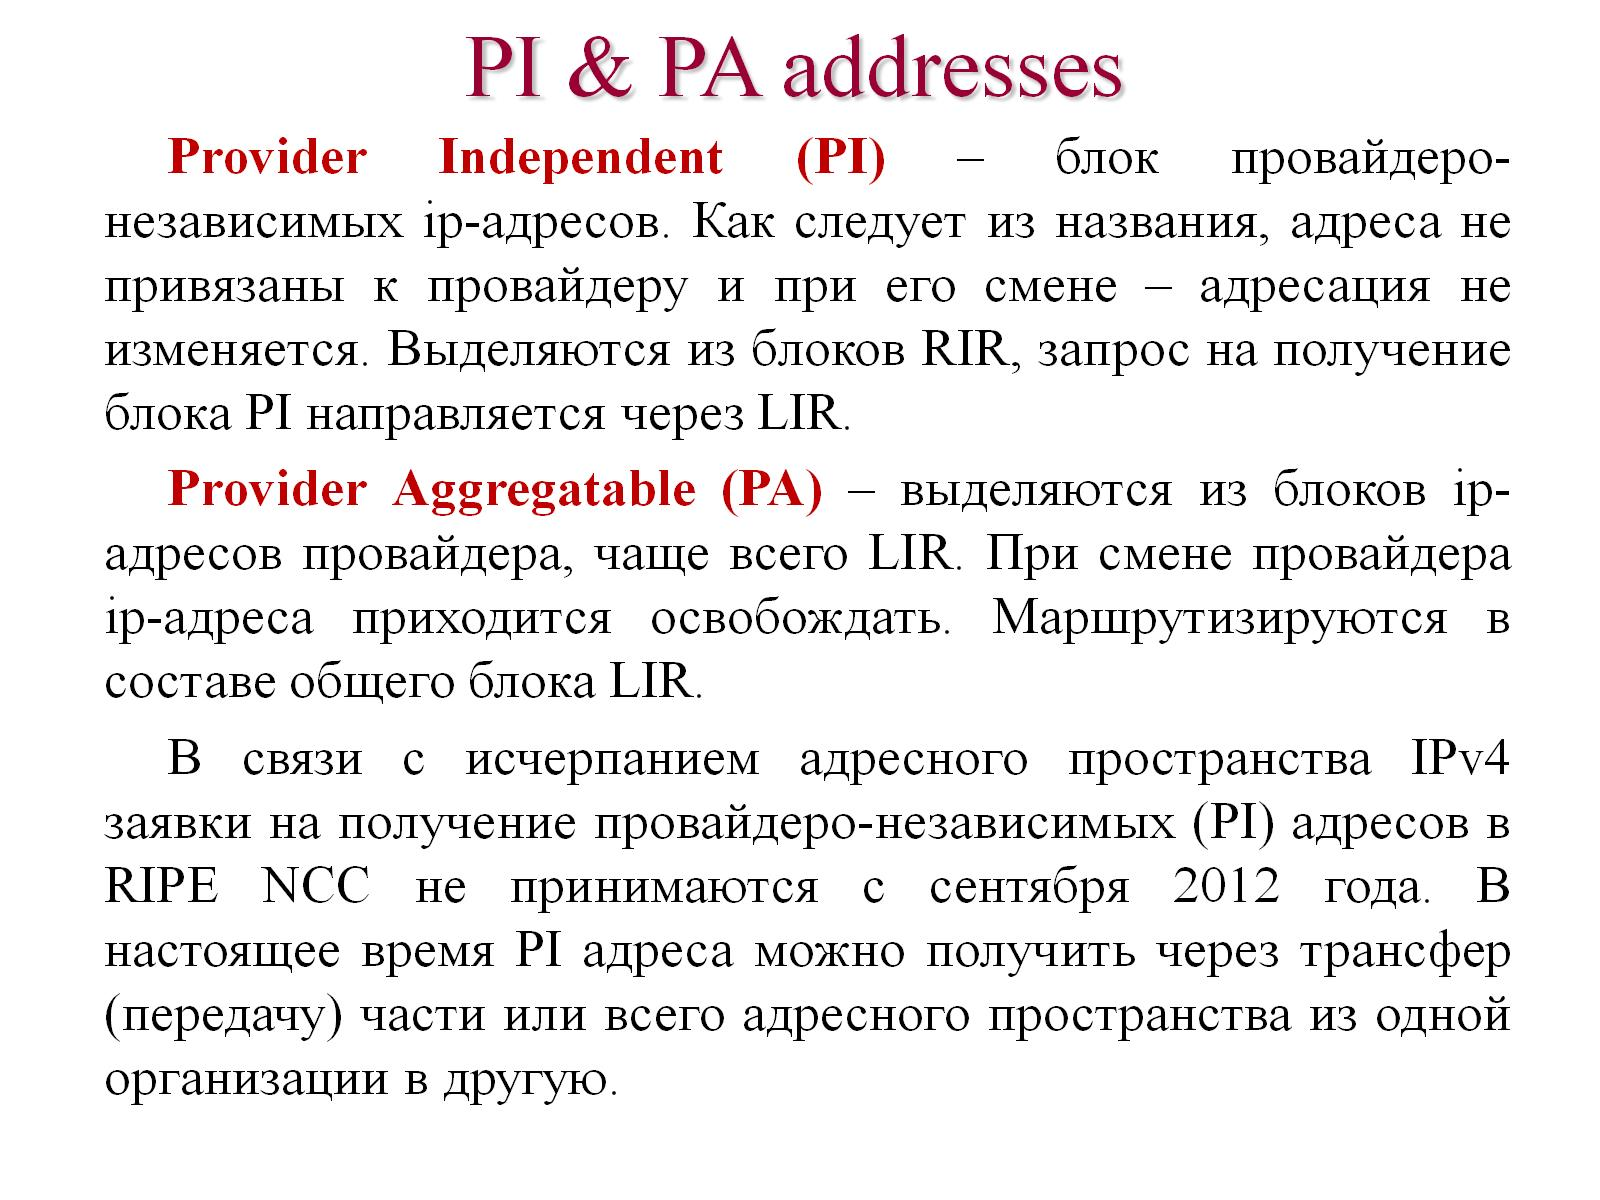 PI & PA addresses
Provider Independent (PI) – блок провайдеро-
независимых ip-адресов. Как следует из названия, адреса не
привязаны к провайдеру и при его смене – адресация не
изменяется. Выделяются из блоков RIR, запрос на получение
блока PI направляется через LIR.
Provider Aggregatable (PA) – выделяются из блоков ip-
адресов провайдера, чаще всего LIR. При смене провайдера
ip-адреса приходится освобождать. Маршрутизируются в
составе общего блока LIR.
В связи с исчерпанием адресного пространства IPv4
заявки на получение провайдеро-независимых (PI) адресов в
RIPE NCC не принимаются с сентября 2012 года. В
настоящее время PI адреса можно получить через трансфер
(передачу) части или всего адресного пространства из одной
организации в другую.